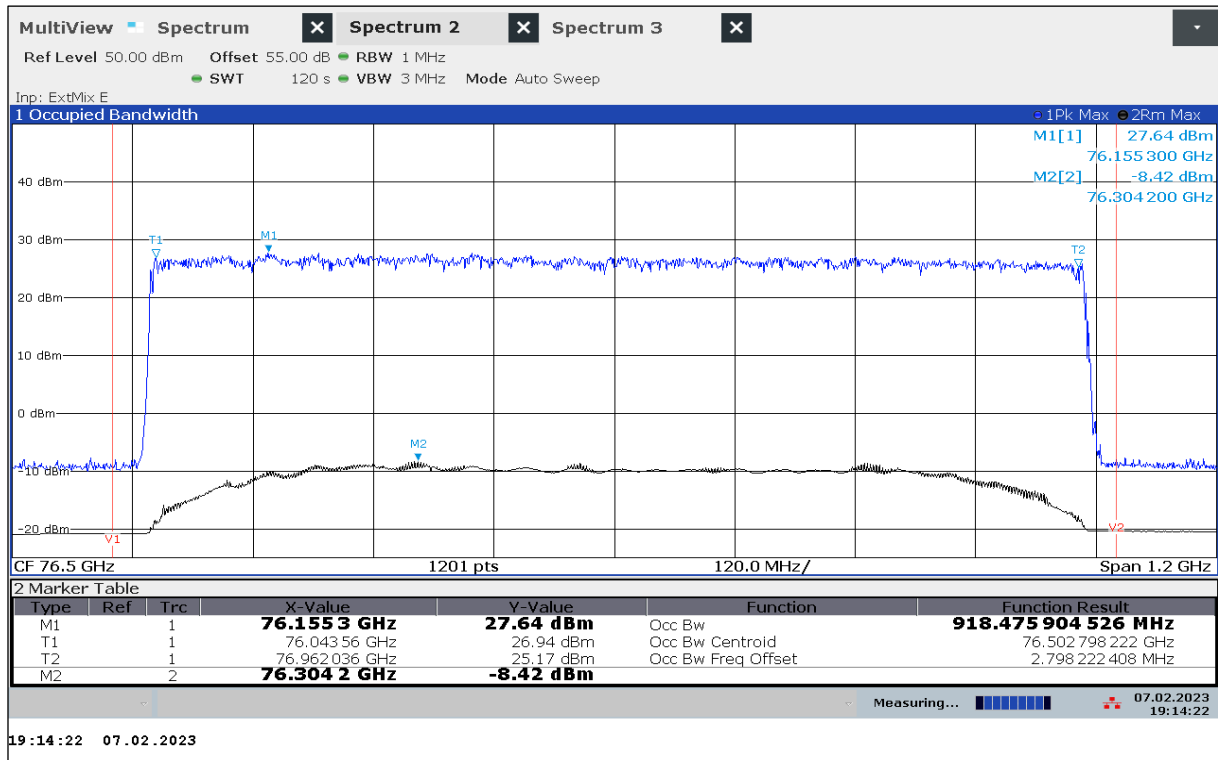 MultiView Spectrum X Spectrum 2 X Spectrum 3 X
Ref Level 50.00 dBm Offset 55.00 dB RBW 1 MHz
SWT 120 s VBW 3 MHz Mode Auto Sweep
Inp: ExtMix E
1 Occupied Bandwidth 1Pk Max 2Rm Max
M1[1] 27.64 dBm
76.155 300 GHz
40 dBm M2[2] -8.42 dBm
76.304 200 GHz
30 dBm T1 M1 T2
20 dBm
10 dBm
0 dBm
M2
-10 dBm
-20 dBm V1 V2
CF 76.5 GHz 1201 pts 120.0 MHz/ Span 1.2 GHz
2 Marker Table
Type Ref Trc X-Value Y-Value Function Function Result
M1 1 76.155 3 GHz 27.64 dBm Occ Bw 918.475 904 526 MHz
T1 1 76.043 56 GHz 26.94 dBm Occ Bw Centroid 76.502 798 222 GHz
T2 1 76.962 036 GHz 25.17 dBm Occ Bw Freq Offset 2.798 222 408 MHz
M2 2 76.304 2 GHz -8.42 dBm
Measuring... 07.02.2023
19:14:22
19:14:22 07.02.2023